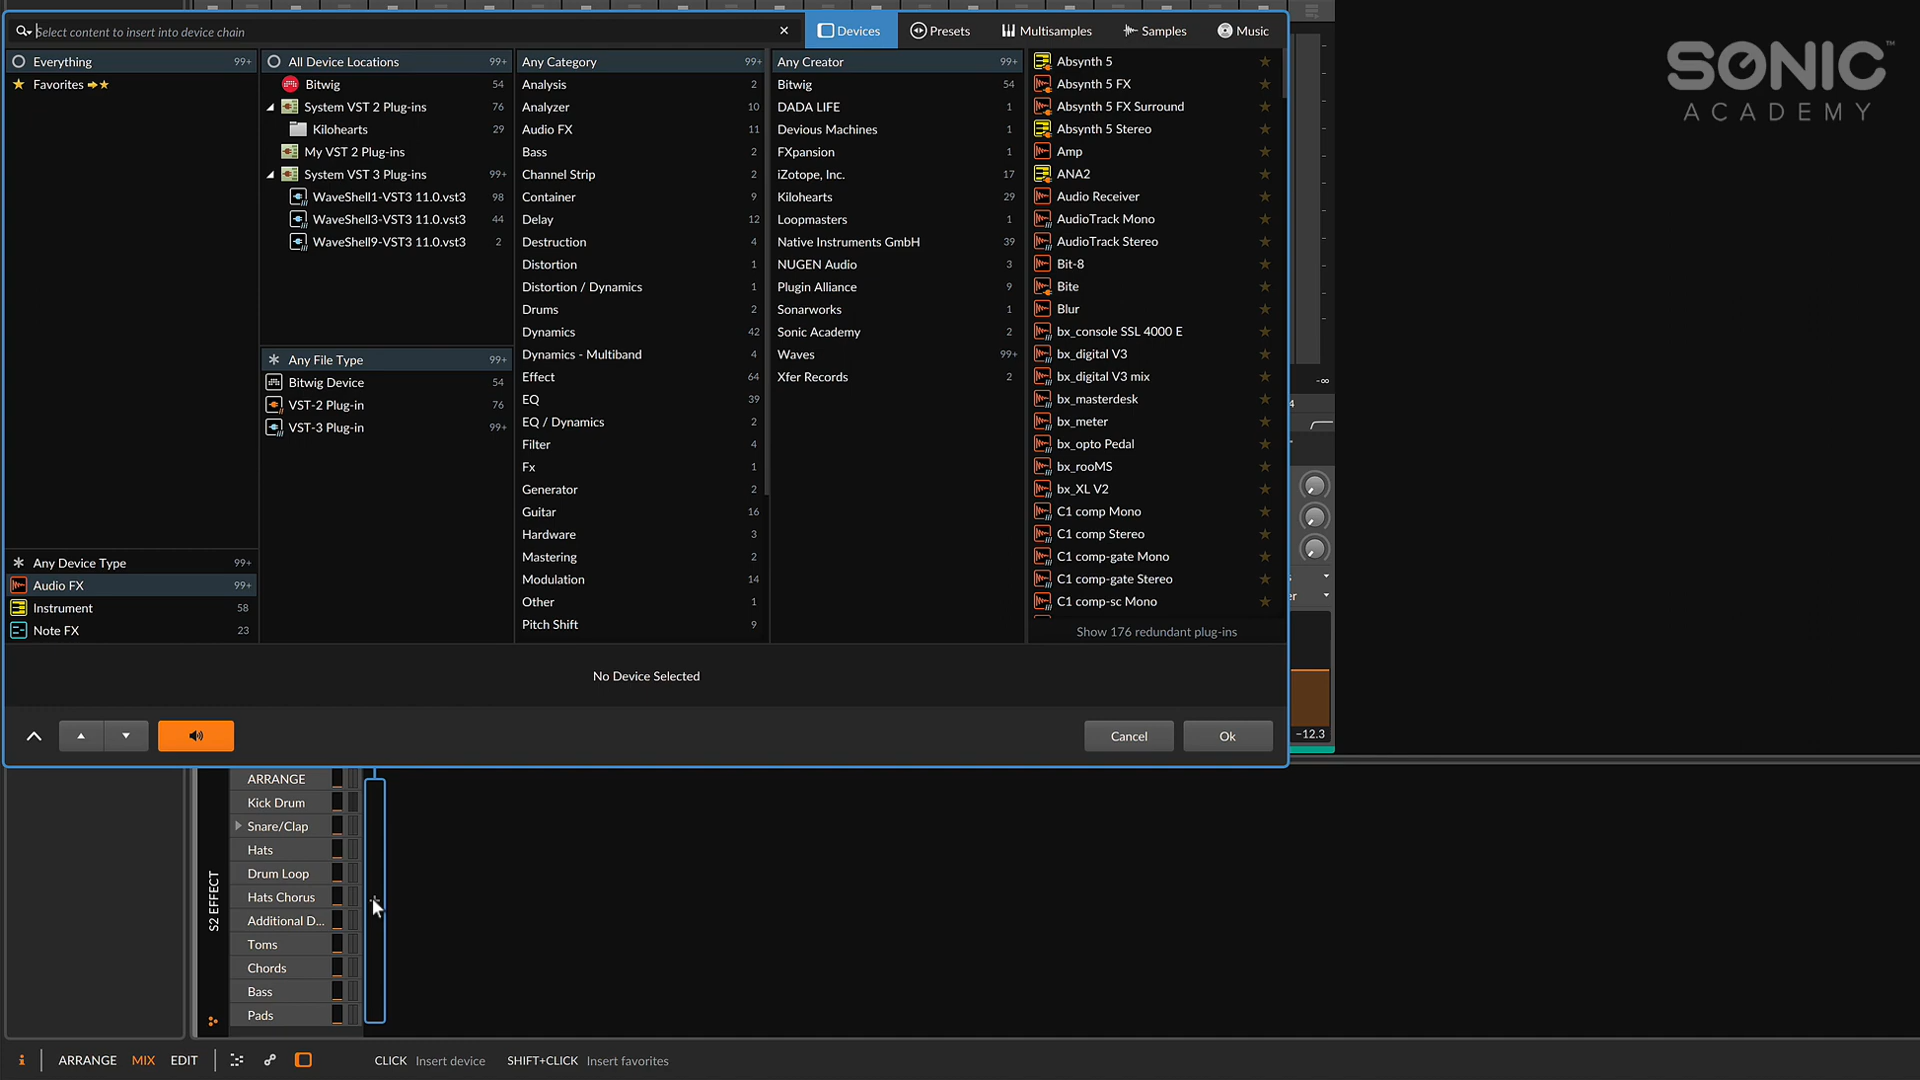 Select content to insert into device chain
Devices
Presets
Multisamples
Samples
Music
SONIC™
ACADEMY
Everything 99+
Favorites
Any Device Type 99+
Audio FX 99+
Instrument 58
Note FX 23
All Device Locations 99+
Bitwig 54
System VST 2 Plug-ins 76
Kilohearts 29
My VST 2 Plug-ins
System VST 3 Plug-ins 99+
WaveShell1-VST3 11.0.vst3 98
WaveShell3-VST3 11.0.vst3 44
WaveShell9-VST3 11.0.vst3 2
Any File Type 99+
Bitwig Device 54
VST-2 Plug-in 76
VST-3 Plug-in 99+
Any Category 99+
Analysis 2
Analyzer 10
Audio FX 11
Bass 2
Channel Strip 2
Container 9
Delay 12
Destruction 4
Distortion 1
Distortion / Dynamics 1
Drums 2
Dynamics 42
Dynamics - Multiband 4
Effect 64
EQ 39
EQ / Dynamics 2
Filter 4
Fx 1
Generator 2
Guitar 16
Hardware 3
Mastering 2
Modulation 14
Other 1
Pitch Shift 9
Any Creator 99+
Bitwig 54
DADA LIFE 1
Devious Machines 1
FXpansion 1
iZotope, Inc. 17
Kilohearts 29
Loopmasters 1
Native Instruments GmbH 39
NUGEN Audio 3
Plugin Alliance 9
Sonarworks 1
Sonic Academy 2
Waves 99+
Xfer Records 2
Absynth 5
Absynth 5 FX
Absynth 5 FX Surround
Absynth 5 Stereo
Amp
ANA2
Audio Receiver
AudioTrack Mono
AudioTrack Stereo
Bit-8
Bite
Blur
bx_console SSL 4000 E
bx_digital V3
bx_digital V3 mix
bx_masterdesk
bx_meter
bx_opto Pedal
bx_rooMS
bx_XL V2
C1 comp Mono
C1 comp Stereo
C1 comp-gate Mono
C1 comp-gate Stereo
C1 comp-sc Mono
Show 176 redundant plug-ins
-∞
4
-12.3
No Device Selected
Cancel
Ok
S2 EFFECT
ARRANGE
Kick Drum
Snare/Clap
Hats
Drum Loop
Hats Chorus
Additional D...
Toms
Chords
Bass
Pads
i ARRANGE MIX EDIT
CLICK Insert device SHIFT+CLICK Insert favorites